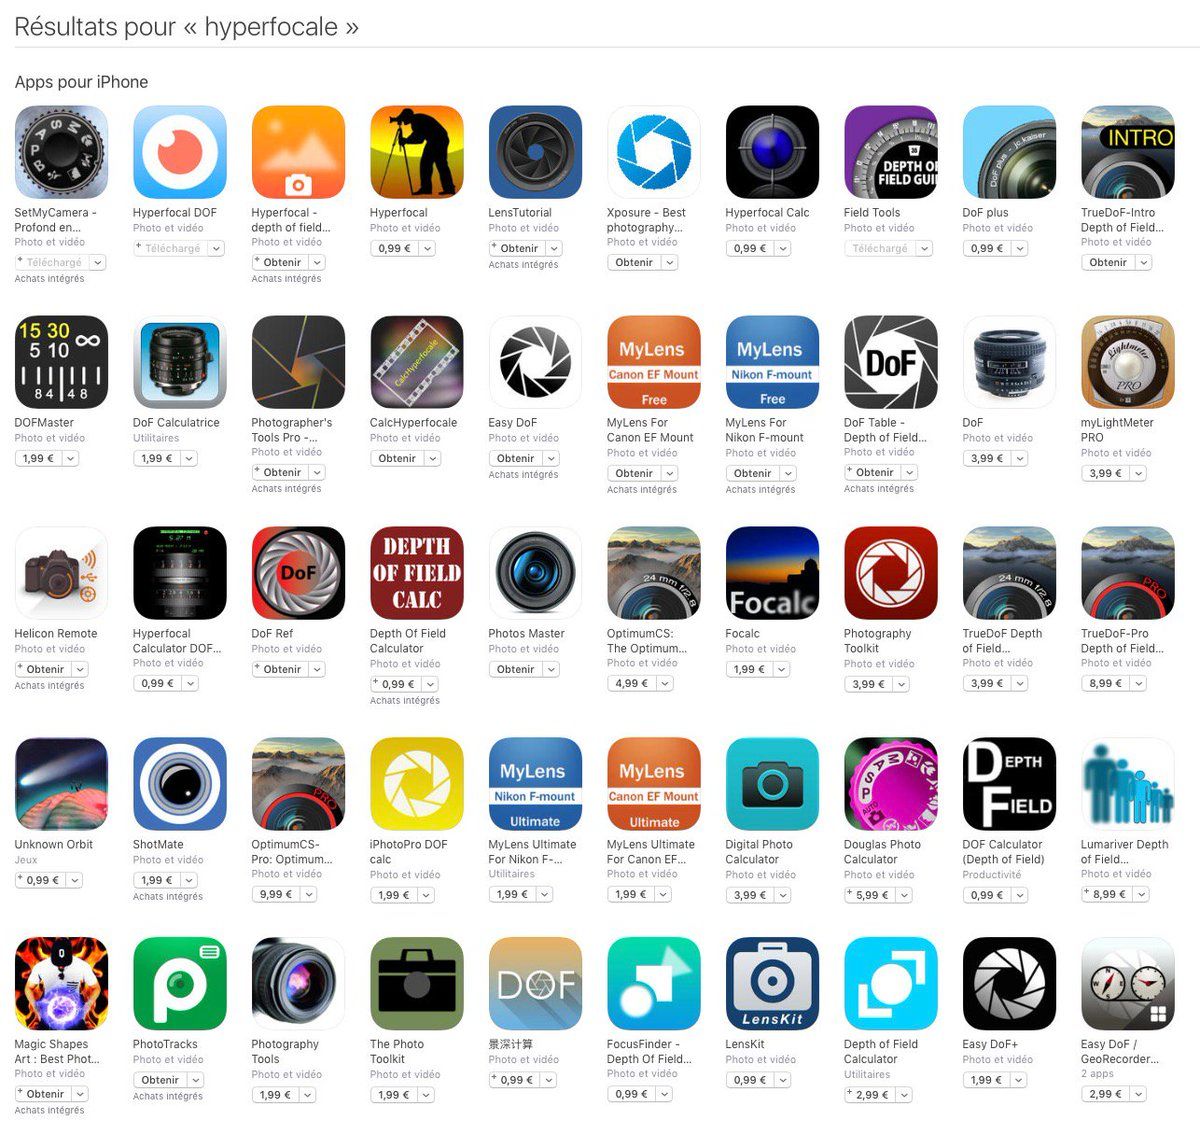 Résultats pour « hyperfocale »
Apps pour iPhone
SetMyCamera -
Profond en...
Photo et vidéo
+ Téléchargé
Achats intégrés
Hyperfocal DOF
Photo et vidéo
+ Téléchargé
Hyperfocal -
depth of field...
Photo et vidéo
+ Obtenir
Achats intégrés
Hyperfocal
Photo et vidéo
0,99 €
LensTutorial
Photo et vidéo
+ Obtenir
Achats intégrés
Xposure - Best
photography...
Photo et vidéo
Obtenir
Hyperfocal Calc
Photo et vidéo
0,99 €
DEPTH OF
FIELD GUI
Field Tools
Photo et vidéo
Téléchargé
DoF plus - jc.kaiser
DoF plus
Photo et vidéo
0,99 €
INTRO
TrueDoF-Intro
Depth of Field...
Photo et vidéo
Obtenir
15 30
5 10 ∞
8 4 4 8
DOFMaster
Photo et vidéo
1,99 €
DoF Calculatrice
Utilitaires
1,99 €
Photographer's
Tools Pro -...
Photo et vidéo
+ Obtenir
Achats intégrés
CalcHyperfocale
CalcHyperfocale
Photo et vidéo
Obtenir
Easy DoF
Photo et vidéo
Obtenir
Achats intégrés
MyLens
Canon EF Mount
Free
MyLens For
Canon EF Mount
Photo et vidéo
Obtenir
Achats intégrés
MyLens
Nikon F-mount
Free
MyLens For
Nikon F-mount
Photo et vidéo
Obtenir
Achats intégrés
DoF
DoF Table -
Depth of Field...
Photo et vidéo
+ Obtenir
Achats intégrés
DoF
Photo et vidéo
3,99 €
Lightmeter
PRO
myLightMeter
PRO
Photo et vidéo
3,99 €
Helicon Remote
Photo et vidéo
+ Obtenir
Achats intégrés
Hyperfocal
Calculator DOF...
Photo et vidéo
0,99 €
DoF
DoF Ref
Photo et vidéo
+ Obtenir
DEPTH
OF FIELD
CALC
Depth Of Field
Calculator
Photo et vidéo
+ 0,99 €
Achats intégrés
Photos Master
Photo et vidéo
Obtenir
24 mm f/2.8
OptimumCS:
The Optimum...
Photo et vidéo
4,99 €
Focalc
Focalc
Photo et vidéo
1,99 €
Photography
Toolkit
Photo et vidéo
3,99 €
24 mm f/2.8
TrueDoF Depth
of Field...
Photo et vidéo
3,99 €
PRO
TrueDoF-Pro
Depth of Field...
Photo et vidéo
8,99 €
Unknown Orbit
Jeux
+ 0,99 €
ShotMate
Photo et vidéo
1,99 €
Achats intégrés
PRO
OptimumCS-
Pro: Optimum...
Photo et vidéo
9,99 €
iPhotoPro DOF
calc
Photo et vidéo
1,99 €
MyLens
Nikon F-mount
Ultimate
MyLens Ultimate
For Nikon F-...
Utilitaires
1,99 €
MyLens
Canon EF Mount
Ultimate
MyLens Ultimate
For Canon EF...
Photo et vidéo
1,99 €
Digital Photo
Calculator
Photo et vidéo
3,99 €
Douglas Photo
Calculator
Photo et vidéo
+ 5,99 €
DEPTH
FIELD
DOF Calculator
(Depth of Field)
Productivité
0,99 €
Lumariver Depth
of Field...
Photo et vidéo
+ 8,99 €
Magic Shapes
Art : Best Phot...
Photo et vidéo
+ Obtenir
Achats intégrés
PhotoTracks
Photo et vidéo
Obtenir
Achats intégrés
Photography
Tools
Photo et vidéo
1,99 €
The Photo
Toolkit
Photo et vidéo
1,99 €
DOF
景深计算
Photo et vidéo
+ 0,99 €
FocusFinder -
Depth Of Field...
Photo et vidéo
0,99 €
LensKit
LensKit
Photo et vidéo
0,99 €
Depth of Field
Calculator
Utilitaires
+ 2,99 €
Easy DoF+
Photo et vidéo
1,99 €
Easy DoF /
GeoRecorder...
2 apps
2,99 €